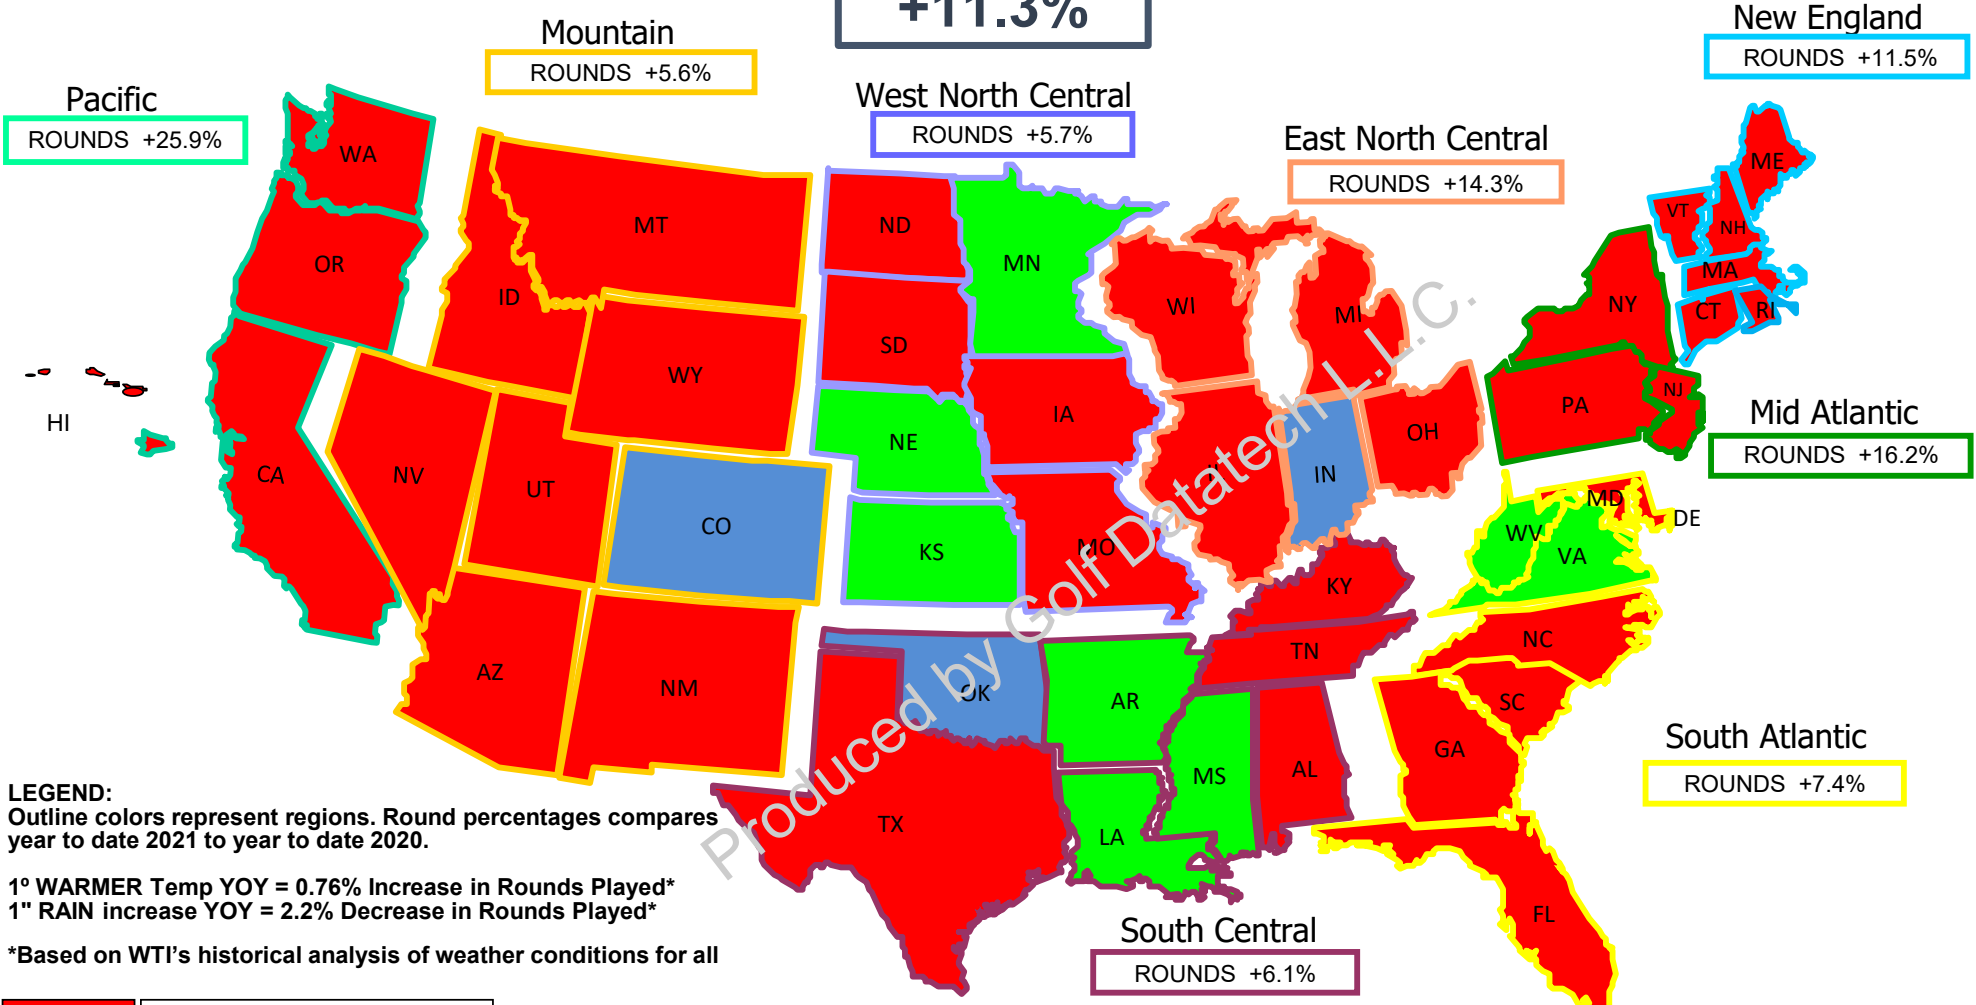 +11.3%
New England
ROUNDS +11.5%
Mountain
ROUNDS +5.6%
Pacific
ROUNDS +25.9%
West North Central
ROUNDS +5.7%
East North Central
ROUNDS +14.3%
WA
OR
CA
HI
MT
ID
WY
NV
UT
CO
AZ
NM
ND
MN
SD
IA
NE
KS
MO
WI
MI
IL
IN
OH
ME
VT
NH
MA
CT
RI
NY
PA
NJ
Mid Atlantic
ROUNDS +16.2%
MD
DE
WV
VA
NC
SC
GA
FL
KY
TN
OK
AR
TX
LA
MS
AL
South Atlantic
ROUNDS +7.4%
South Central
ROUNDS +6.1%
Produced by Golf Datatech L.L.C.
LEGEND:
Outline colors represent regions. Round percentages compares
year to date 2021 to year to date 2020.
1º WARMER Temp YOY = 0.76% Increase in Rounds Played*
1" RAIN increase YOY = 2.2% Decrease in Rounds Played*
*Based on WTI's historical analysis of weather conditions for all